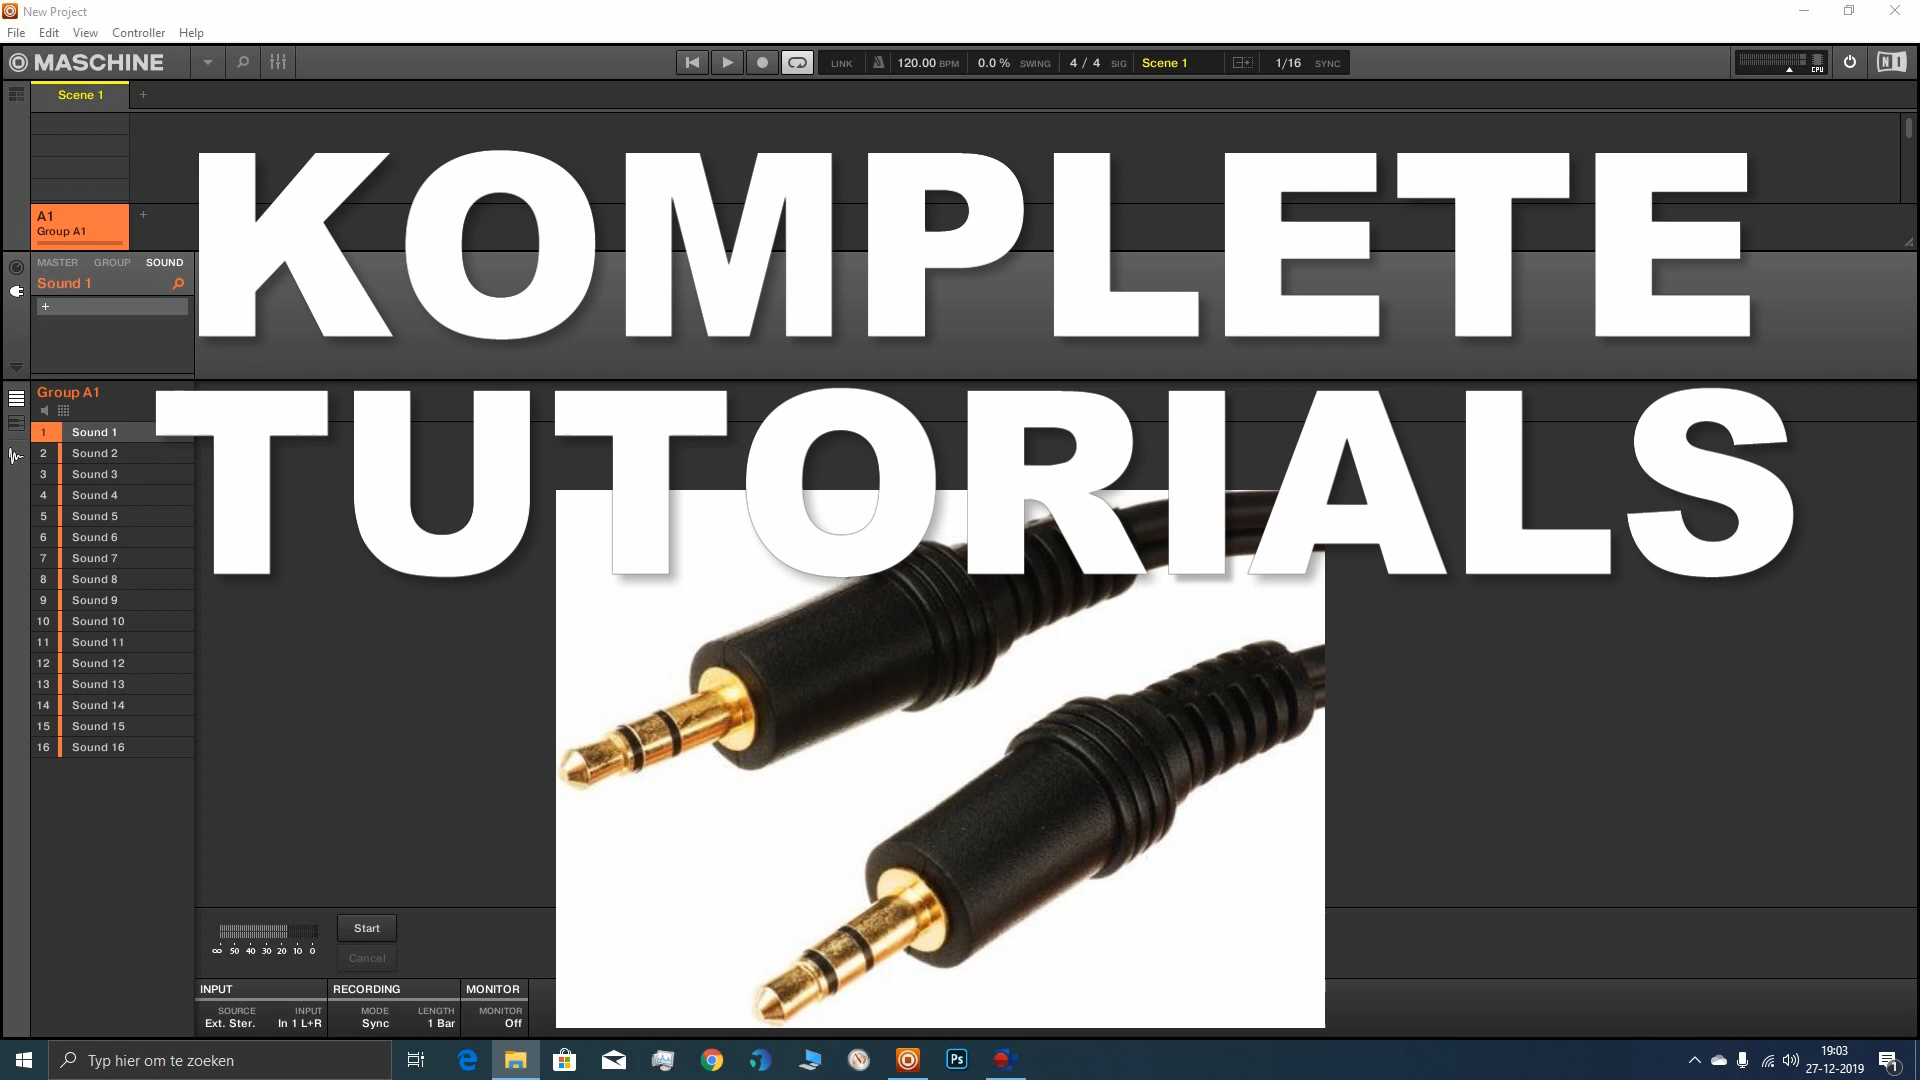 New Project
File Edit View Controller Help
MASCHINE LINK 120.00 BPM 0.0 % SWING 4 / 4 SIG Scene 1 1/16 SYNC CPU NI
Scene 1 +
KOMPLETE
A1 +
Group A1
MASTER GROUP SOUND
Sound 1
+
TUTORIALS
Group A1
1 Sound 1
2 Sound 2
3 Sound 3
4 Sound 4
5 Sound 5
6 Sound 6
7 Sound 7
8 Sound 8
9 Sound 9
10 Sound 10
11 Sound 11
12 Sound 12
13 Sound 13
14 Sound 14
15 Sound 15
16 Sound 16
Start
∞ 50 40 30 20 10 0
Cancel
INPUT RECORDING MONITOR
SOURCE INPUT MODE LENGTH MONITOR
Ext. Ster. In 1 L+R Sync 1 Bar Off
Typ hier om te zoeken Ps 19:03
27-12-2019 1